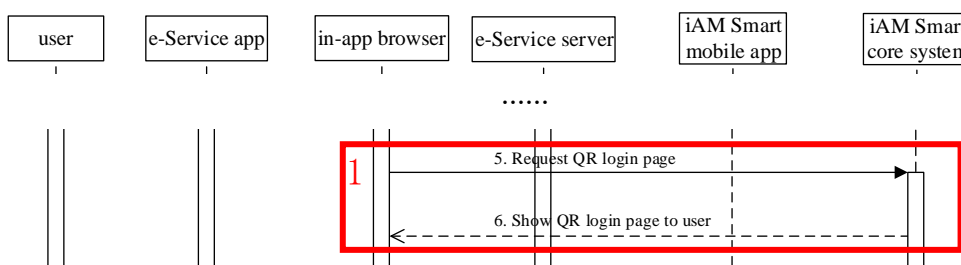 user
e-Service app
in-app browser
e-Service server
iAM Smart
mobile app
iAM Smart
core system
......
1
5. Request QR login page
6. Show QR login page to user